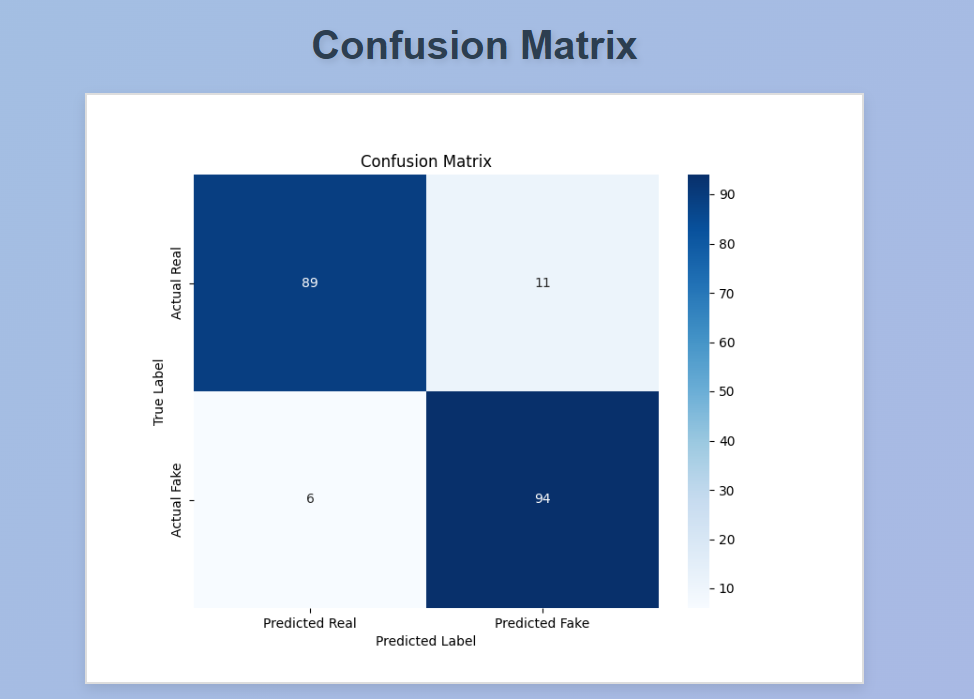 Confusion Matrix
Confusion Matrix
90
80
70
60
50
40
30
20
10
True Label
Actual Real
89
11
Actual Fake
6
94
Predicted Real
Predicted Fake
Predicted Label